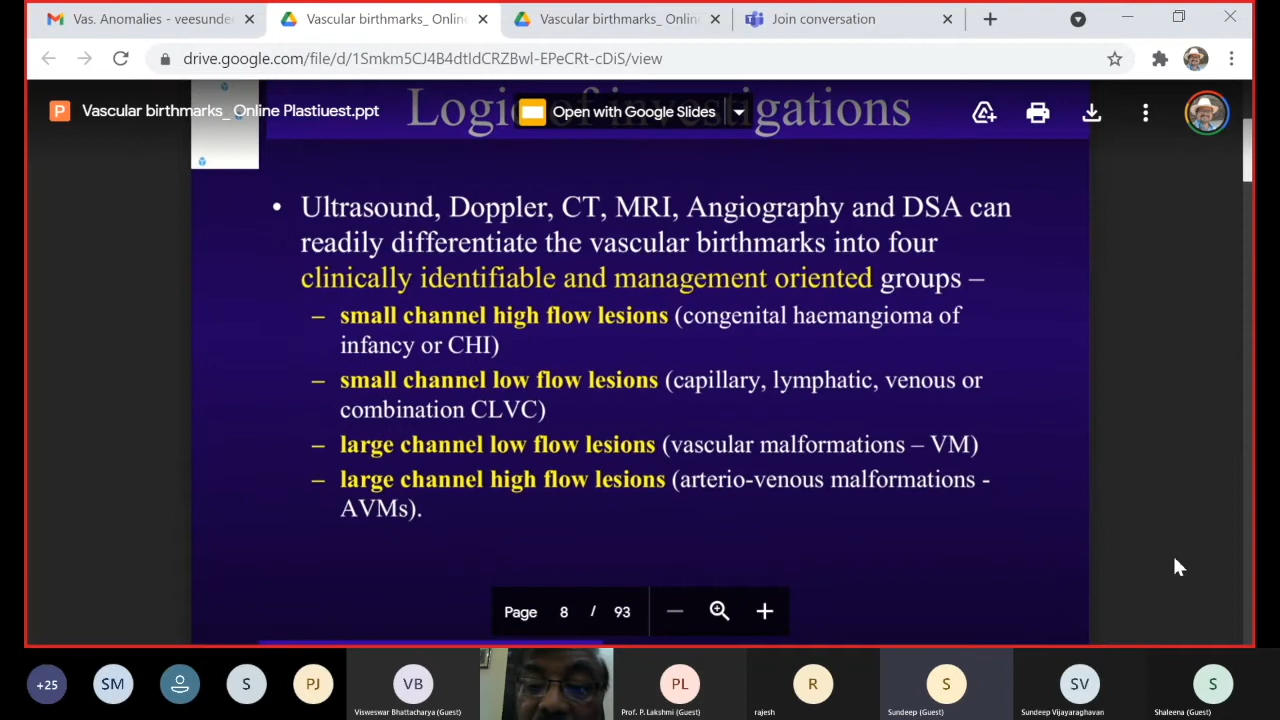 Vas. Anomalies - veesunde
Vascular birthmarks_ Onlin
Vascular birthmarks_ Onlin
Join conversation
drive.google.com/file/d/1Smkm5CJ4B4dtIdCRZBwl-EPeCRt-cDiS/view
P
Vascular birthmarks_ Online Plastiuest.ppt
Open with Google Slides
Logic of investigations
• Ultrasound, Doppler, CT, MRI, Angiography and DSA can
readily differentiate the vascular birthmarks into four
clinically identifiable and management oriented groups –
– small channel high flow lesions (congenital haemangioma of
infancy or CHI)
– small channel low flow lesions (capillary, lymphatic, venous or
combination CLVC)
– large channel low flow lesions (vascular malformations – VM)
– large channel high flow lesions (arterio-venous malformations -
AVMs).
Page 8 / 93
+25
SM
S
PJ
VB
PL
R
S
SV
S
Visweswar Bhattacharya (Guest)
Prof. P. Lakshmi (Guest)
rajesh
Sundeep (Guest)
Sundeep Vijayaraghavan
Shaleena (Guest)